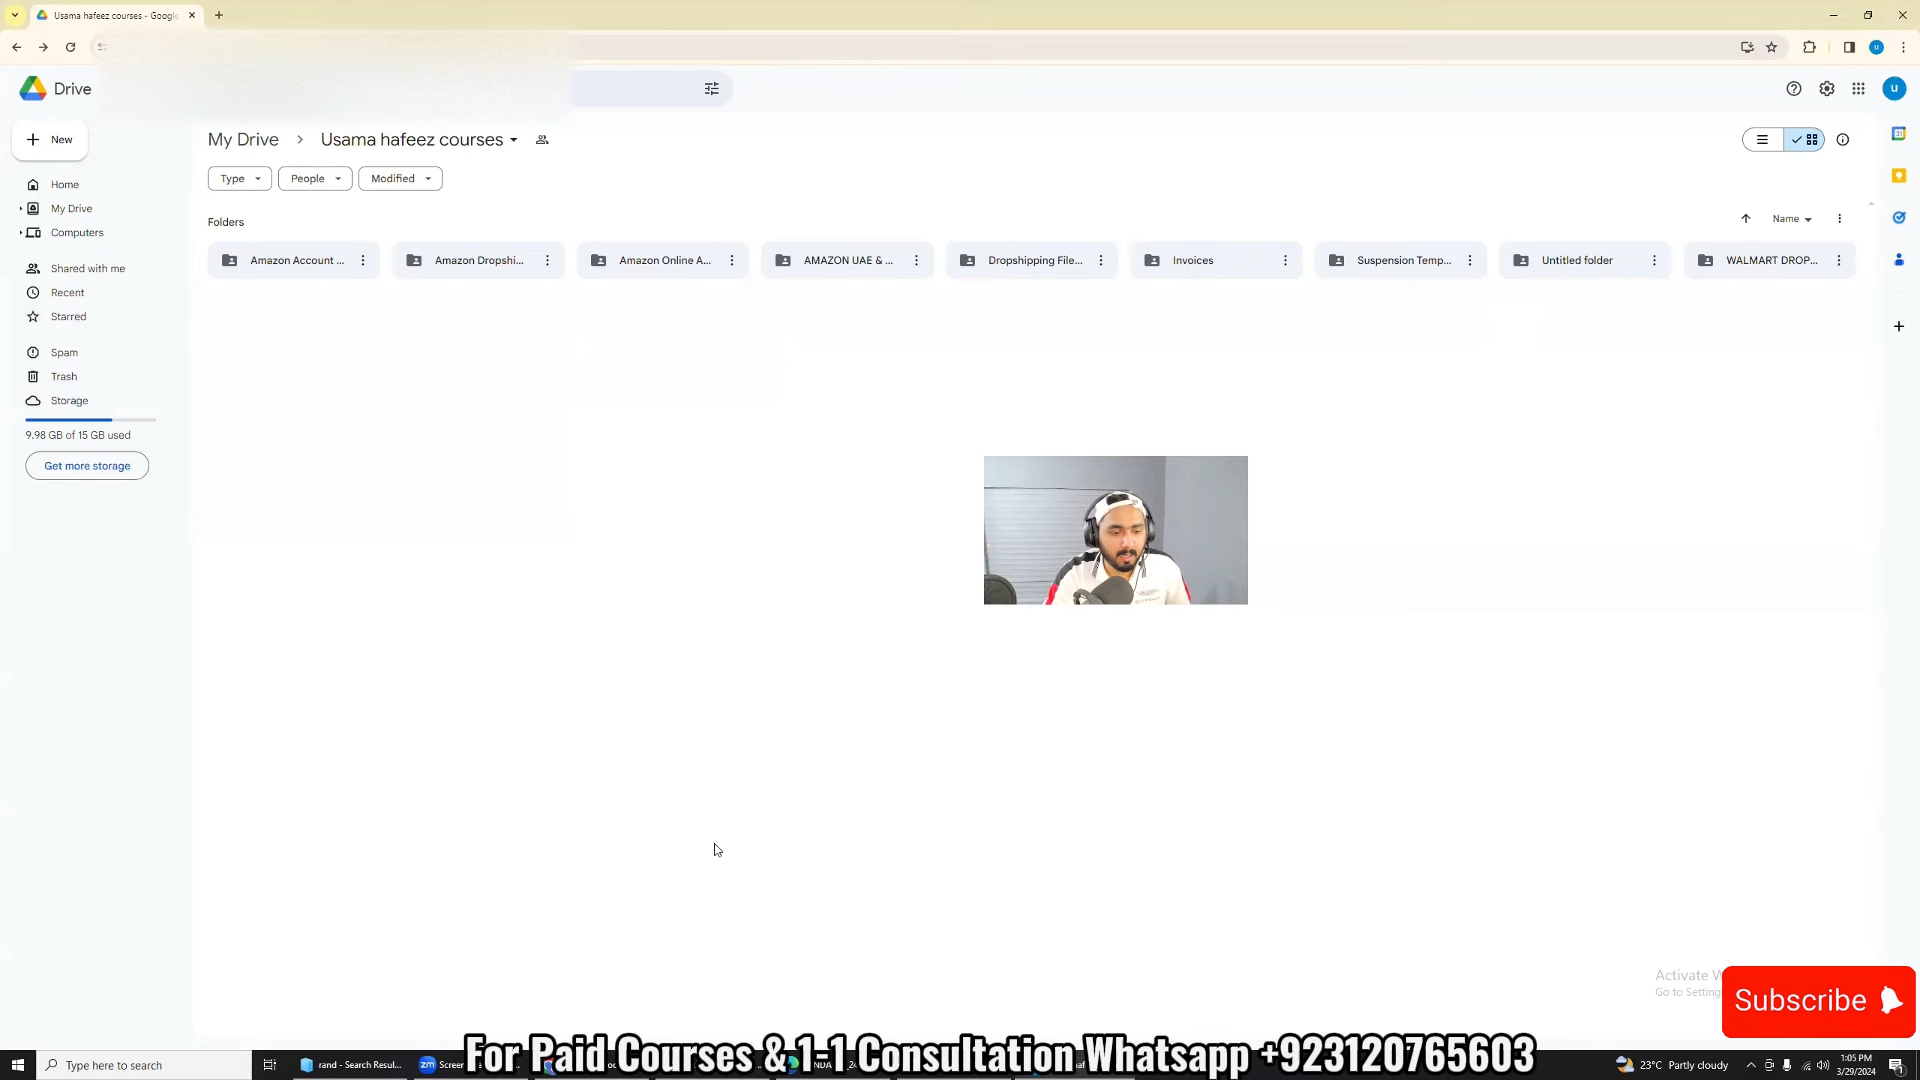 Usama hafeez courses - Google
Drive
New
My Drive > Usama hafeez courses
Type
People
Modified
Home
My Drive
Computers
Shared with me
Recent
Starred
Spam
Trash
Storage
9.98 GB of 15 GB used
Get more storage
Folders
Name
Amazon Account ...
Amazon Dropshi...
Amazon Online A...
AMAZON UAE & ...
Dropshipping File...
Invoices
Suspension Temp...
Untitled folder
WALMART DROP...
u
u
Activate
Go to Setting
Subscribe
For Paid Courses & 1-1 Consultation Whatsapp +923120765603
Type here to search
rand - Search Resul...
zm
Scree
23°C Partly cloudy
1:05 PM
3/29/2024